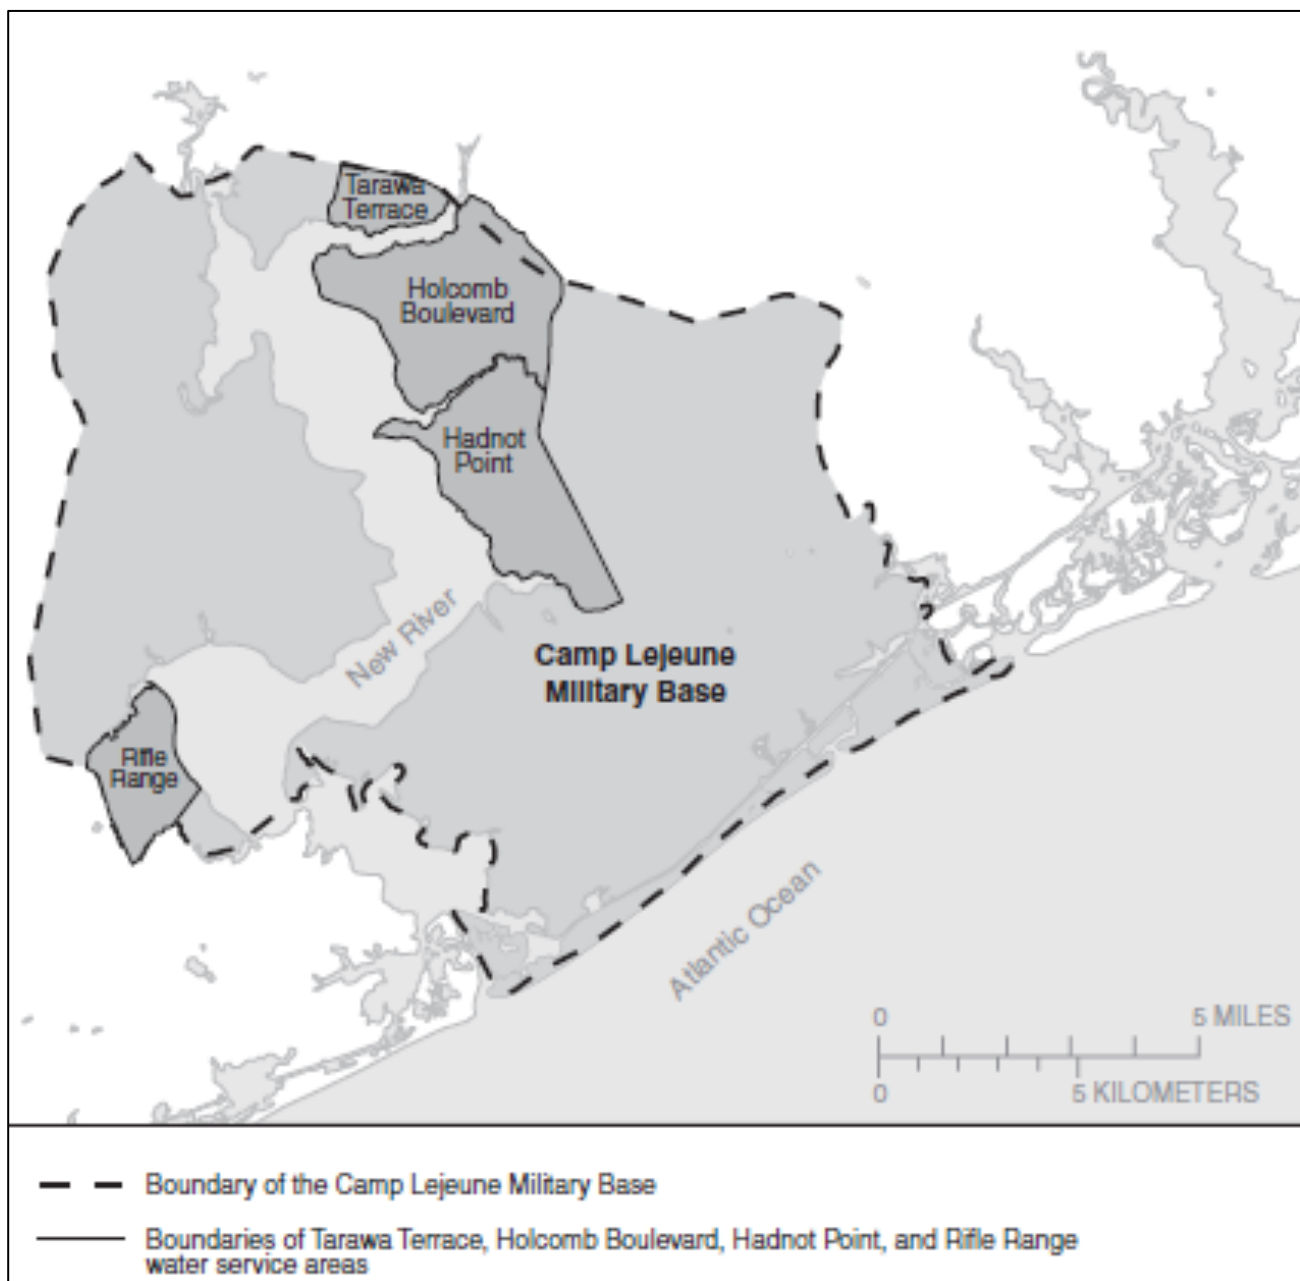 Tarawa
Terrace
Holcomb
Boulevard
Hadnot
Point
New River
Camp Lejeune
Military Base
Rifle
Range
Atlantic Ocean
0 5 MILES
0 5 KILOMETERS
Boundary of the Camp Lejeune Military Base
Boundaries of Tarawa Terrace, Holcomb Boulevard, Hadnot Point, and Rifle Range
water service areas